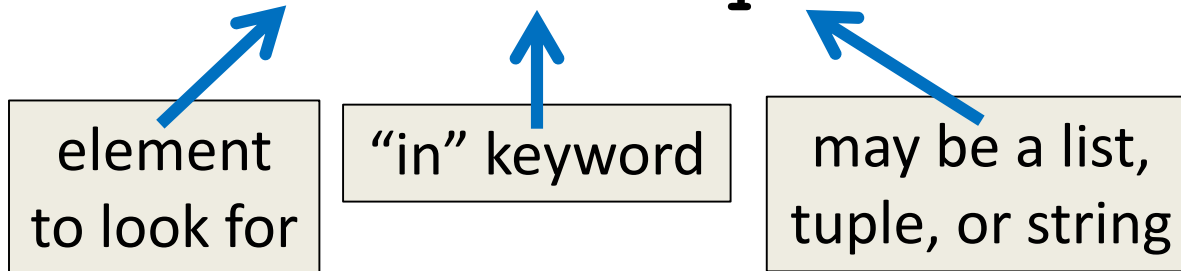 element
to look for
“in” keyword
may be a list,
tuple, or string